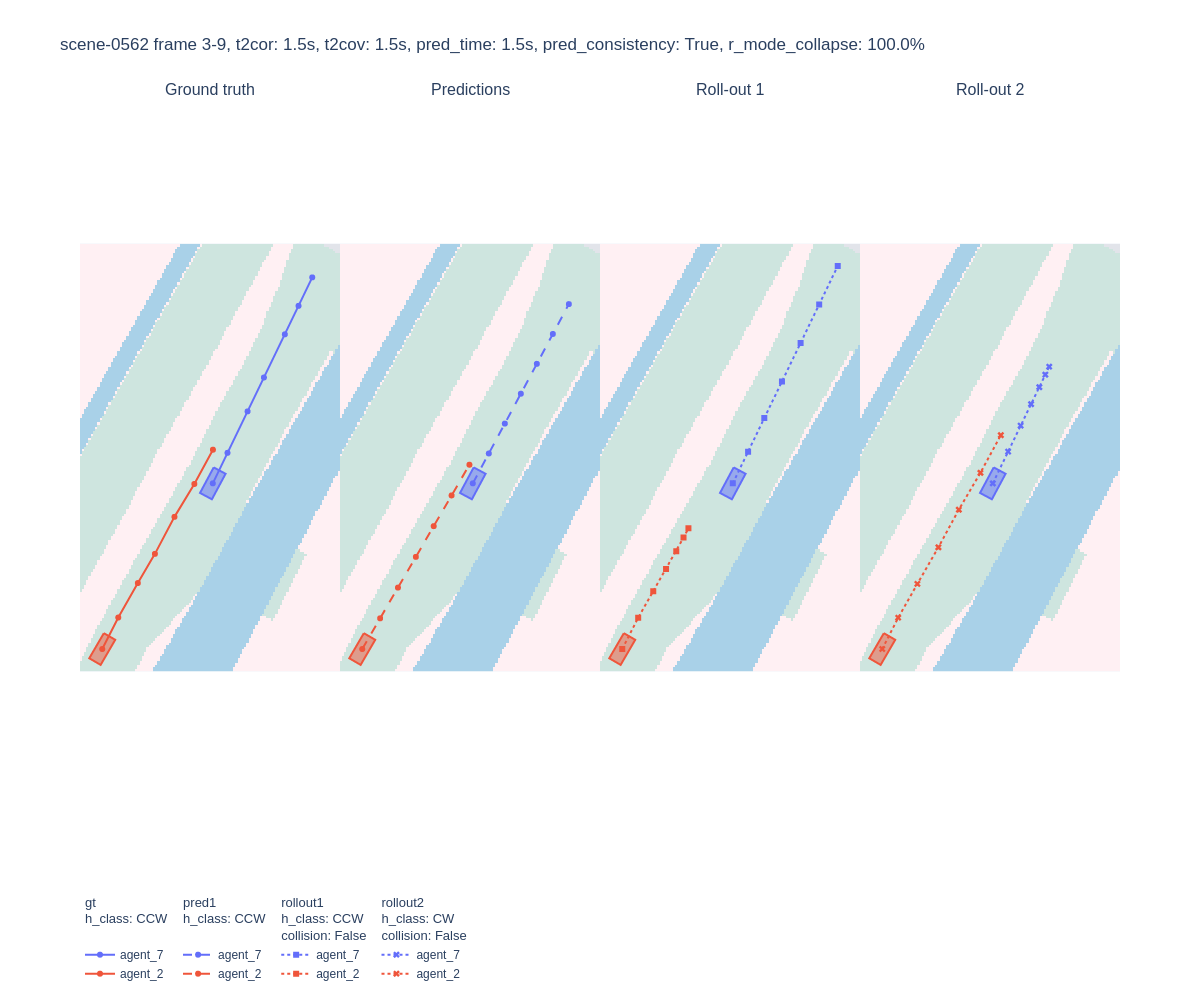 scene-0562 frame 3-9, t2cor: 1.5s, t2cov: 1.5s, pred_time: 1.5s, pred_consistency: True, r_mode_collapse: 100.0%
Ground truth
Predictions
Roll-out 1
Roll-out 2
gt
h_class: CCW
agent_7
agent_2
pred1
h_class: CCW
agent_7
agent_2
rollout1
h_class: CCW
collision: False
agent_7
agent_2
rollout2
h_class: CW
collision: False
agent_7
agent_2